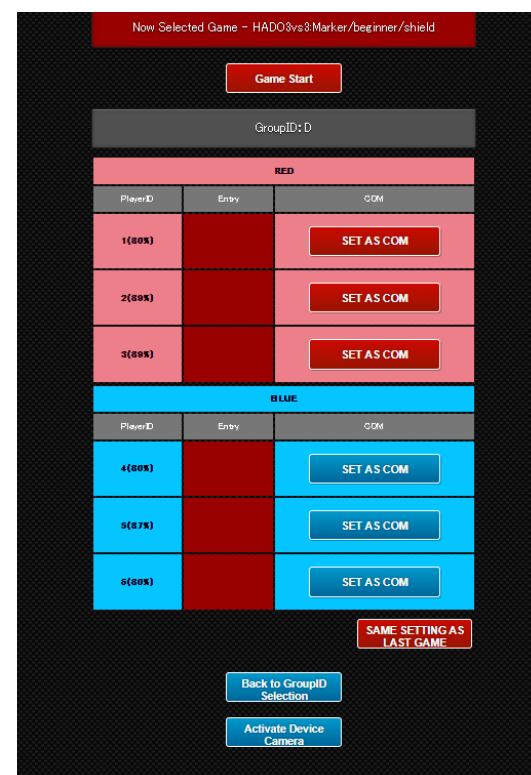 Now Selected Game - HADO3vs3:Marker/beginner/shield
Game Start
GroupID: D
RED
PlayerID Entry COM
1(80%) SET AS COM
2(89%) SET AS COM
3(89%) SET AS COM
BLUE
PlayerID Entry COM
4(80%) SET AS COM
5(87%) SET AS COM
6(80%) SET AS COM
SAME SETTING AS
LAST GAME
Back to GroupID
Selection
Activate Device
Camera